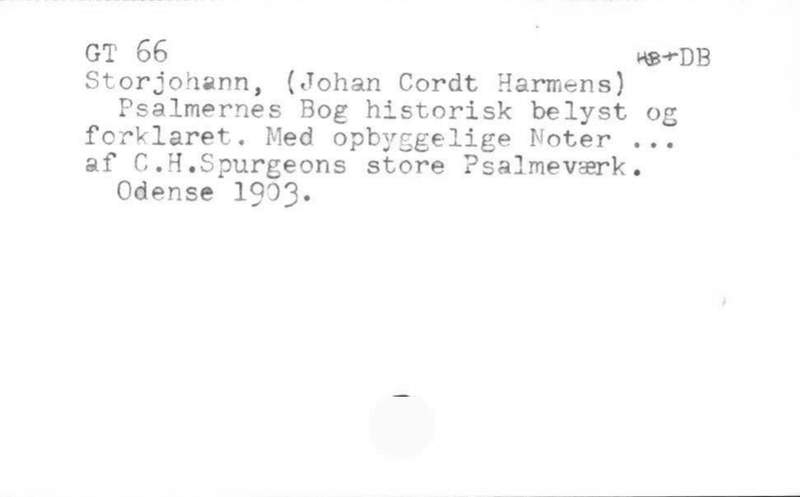 GT 66 HB+DB
Storjohann, (Johan Cordt Harmens)
Psalmernes Bog historisk belyst og
forklaret. Med opbyggelige Noter ...
af C.H.Spurgeons store Psalmeværk.
Odense 1903.